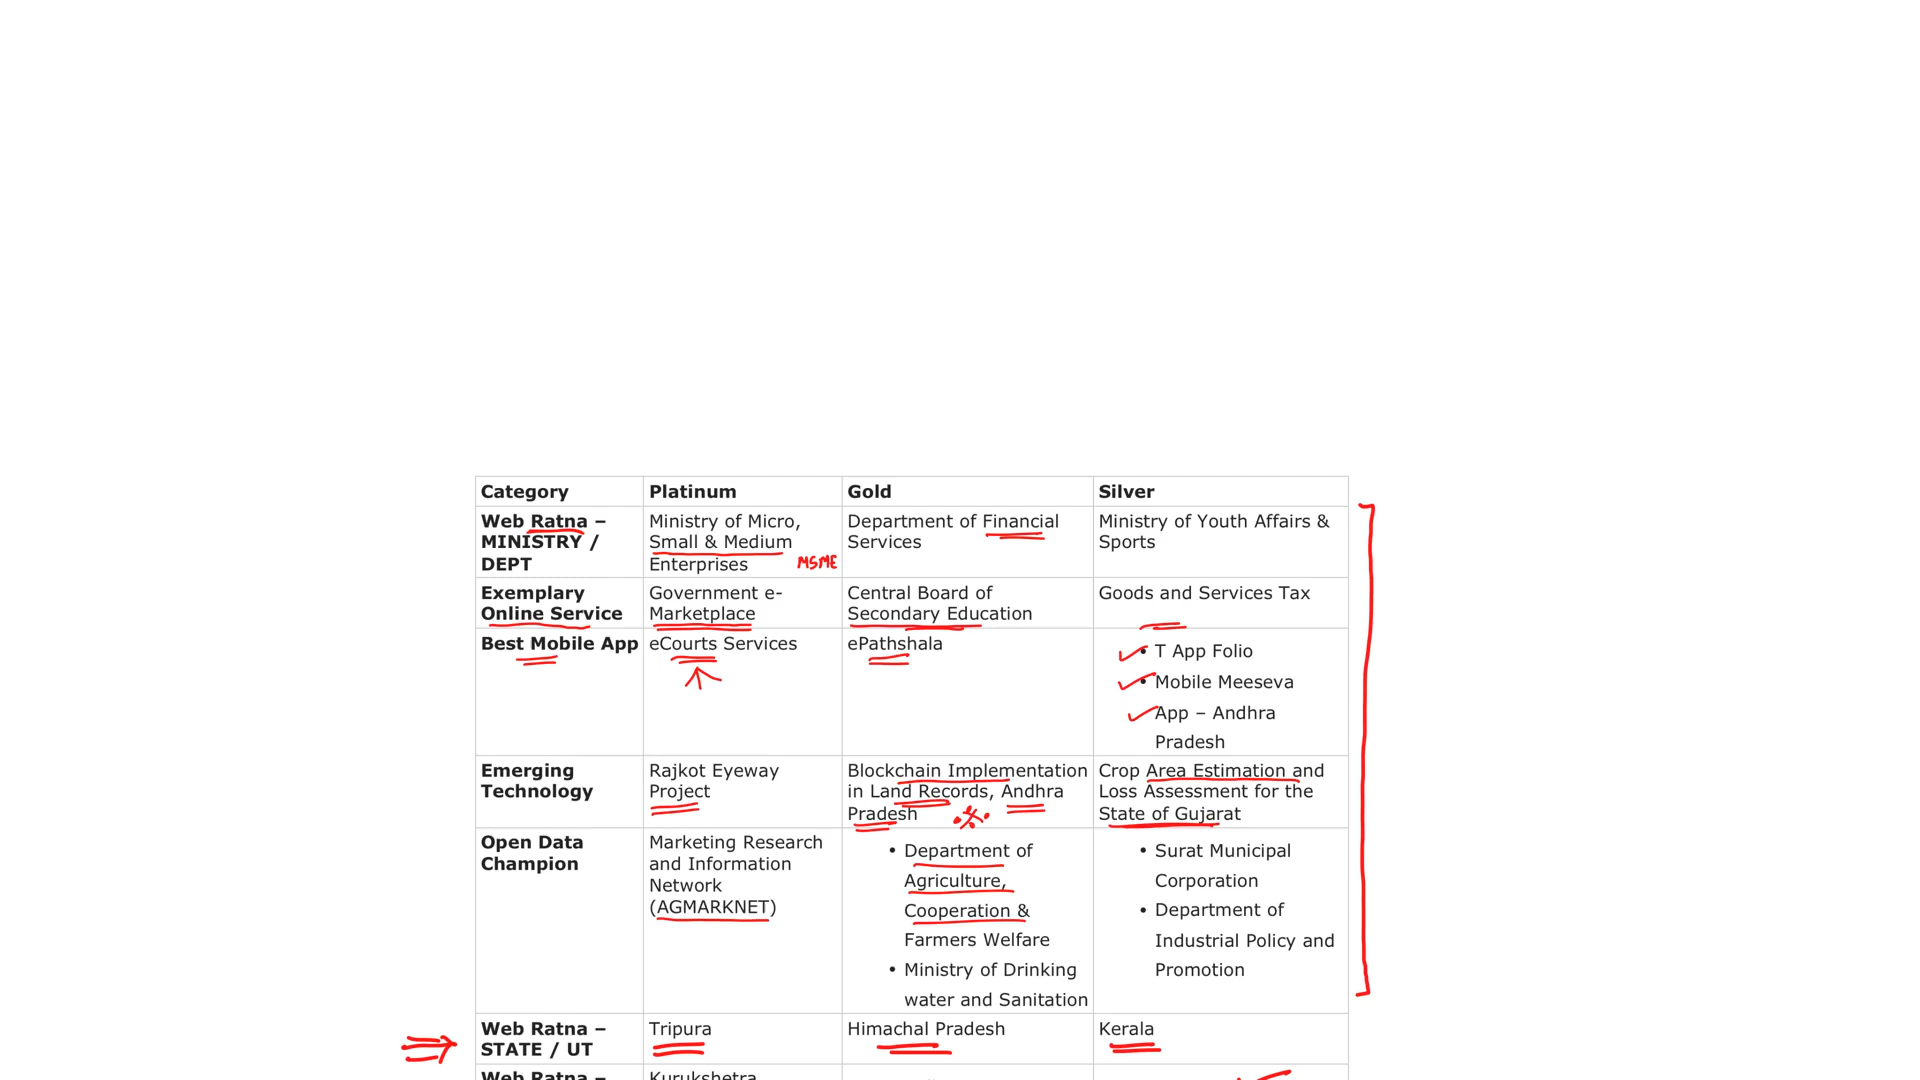 Category
Platinum
Gold
Silver
Web Ratna –
MINISTRY /
DEPT
Ministry of Micro,
Small & Medium
Enterprises
MSME
Department of Financial
Services
Ministry of Youth Affairs &
Sports
Exemplary
Online Service
Government e-
Marketplace
Central Board of
Secondary Education
Goods and Services Tax
Best Mobile App
eCourts Services
ePathshala
• T App Folio
• Mobile Meeseva
App – Andhra
Pradesh
Emerging
Technology
Rajkot Eyeway
Project
Blockchain Implementation
in Land Records, Andhra
Pradesh
Crop Area Estimation and
Loss Assessment for the
State of Gujarat
Open Data
Champion
Marketing Research
and Information
Network
(AGMARKNET)
• Department of
Agriculture,
Cooperation &
Farmers Welfare
• Ministry of Drinking
water and Sanitation
• Surat Municipal
Corporation
• Department of
Industrial Policy and
Promotion
Web Ratna –
STATE / UT
Tripura
Himachal Pradesh
Kerala
Web Ratna –
Kurukshetra